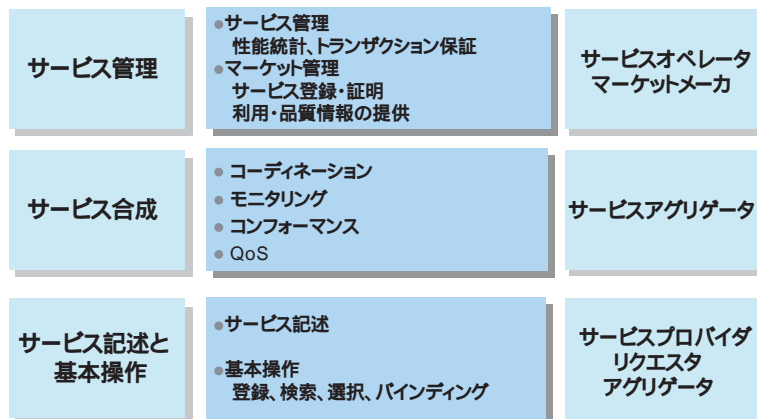 サービス管理
●サービス管理
性能統計、トランザクション保証
●マーケット管理
サービス登録・証明
利用・品質情報の提供
サービスオペレータ
マーケットメーカ
サービス合成
● コーディネーション
● モニタリング
● コンフォーマンス
● QoS
サービスアグリゲータ
サービス記述と
基本操作
●サービス記述
●基本操作
登録、検索、選択、バインディング
サービスプロバイダ
リクエスタ
アグリゲータ